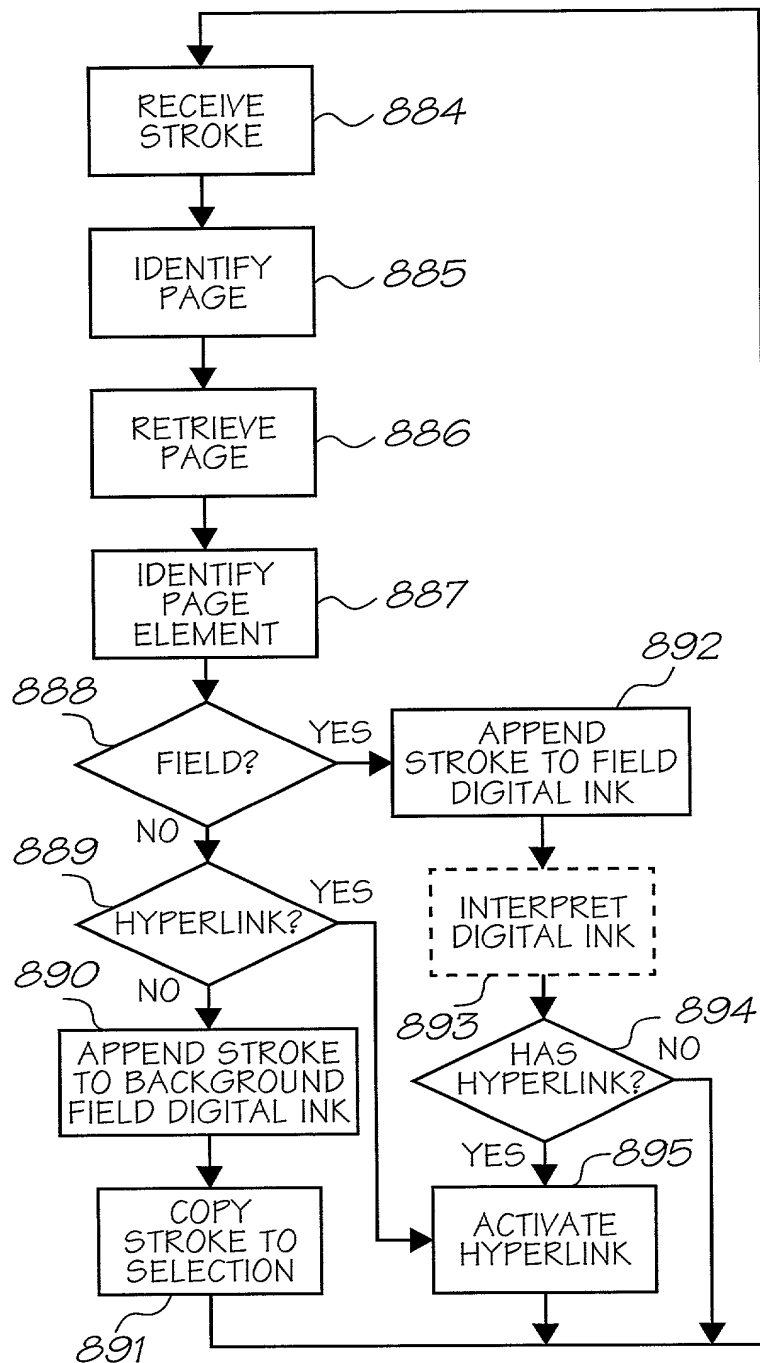 RECEIVE
STROKE
884
IDENTIFY
PAGE
885
RETRIEVE
PAGE
886
IDENTIFY
PAGE
ELEMENT
887
888
FIELD?
YES
NO
892
APPEND
STROKE TO FIELD
DIGITAL INK
889
HYPERLINK?
YES
NO
INTERPRET
DIGITAL INK
893
890
APPEND STROKE
TO BACKGROUND
FIELD DIGITAL INK
894
HAS
HYPERLINK?
NO
YES
COPY
STROKE TO
SELECTION
891
895
ACTIVATE
HYPERLINK